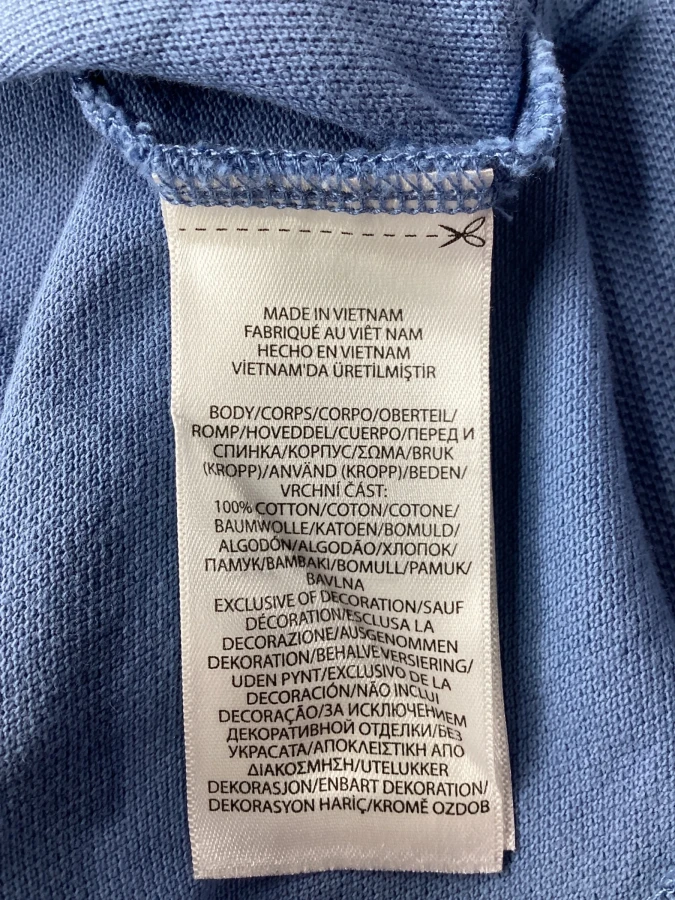 MADE IN VIETNAM
FABRIQUÉ AU VIÊT NAM
HECHO EN VIETNAM
VİETNAM'DA ÜRETİLMİŞTİR
BODY/CORPS/CORPO/OBERTEIL/
ROMP/HOVEDDEL/CUERPO/ПЕРЕД И
СПИНКА/КОРПУС/ΣΩΜΑ/BRUK
(KROPP)/ANVÄND (KROPP)/BEDEN/
VRCHNÍ ČÁST:
100% COTTON/COTON/COTONE/
BAUMWOLLE/KATOEN/BOMULD/
ALGODÓN/ALGODÃO/ХЛОПОК/
ПАМУК/ΒΑΜΒΑΚΙ/BOMULL/PAMUK/
BAVLNA
EXCLUSIVE OF DECORATION/SAUF
DÉCORATION/ESCLUSA LA
DECORAZIONE/AUSGENOMMEN
DEKORATION/BEHALVE VERSIERING/
UDEN PYNT/EXCLUSIVO DE LA
DECORACIÓN/NÃO INCLUI
DECORAÇÃO/ЗА ИСКЛЮЧЕНИЕМ
ДЕКОРАТИВНОЙ ОТДЕЛКИ/БЕЗ
УКРАСАТА/ΑΠΟΚΛΕΙΣΤΙΚΗ ΑΠΟ
ΔΙΑΚΟΣΜΗΣΗ/UTELUKKER
DEKORASJON/ENBART DEKORATION/
DEKORASYON HARİÇ/KROMĚ OZDOB